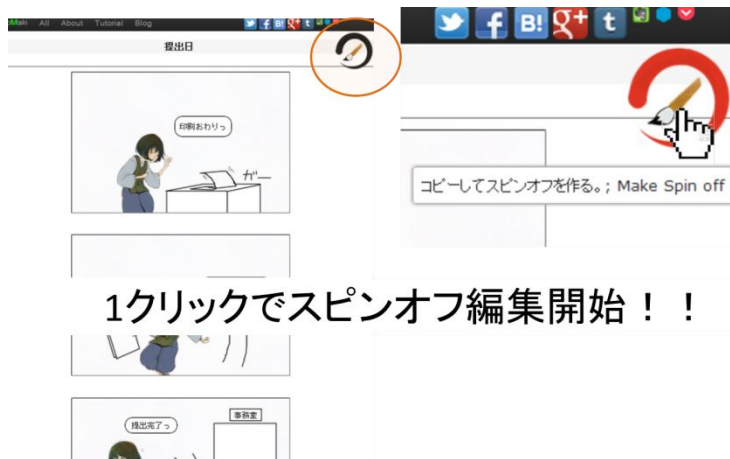 All About Tutorial Blog
提出日
印刷おわりっ
ガー
B!
g+
t
コピーしてスピンオフを作る。; Make Spin off
1クリックでスピンオフ編集開始！！
提出完了っ
事務室